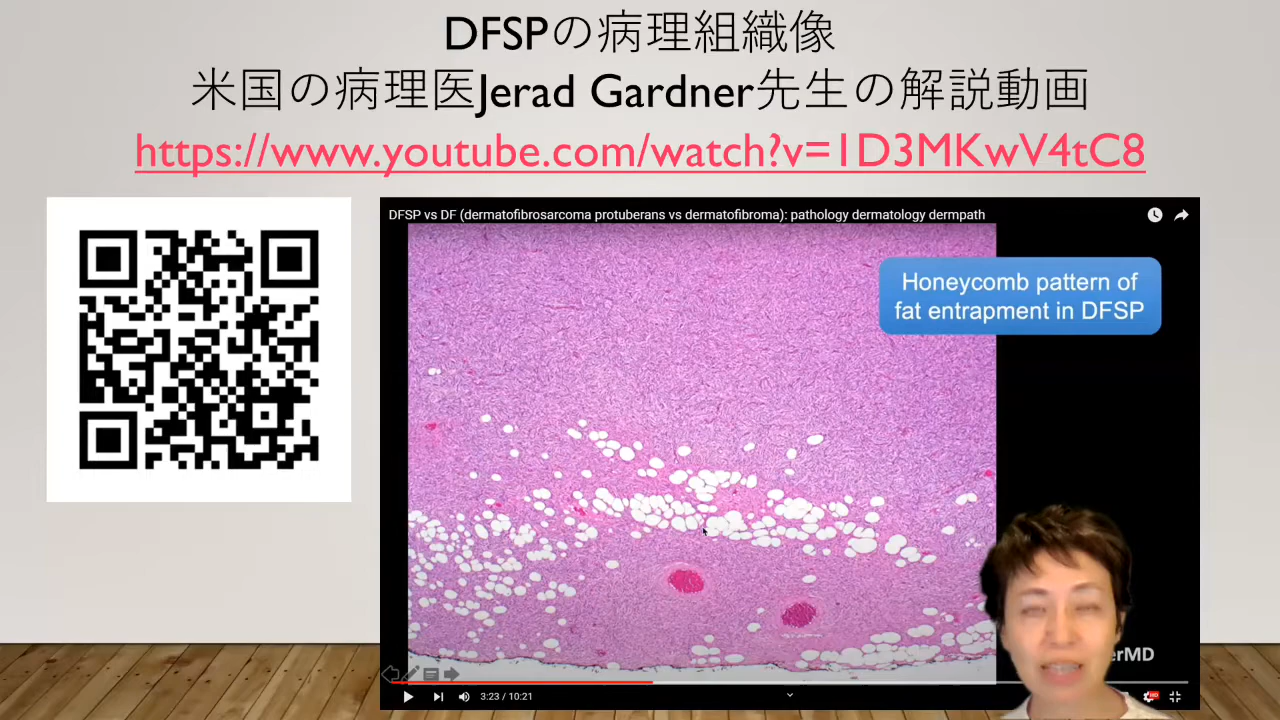 DFSPの病理組織像
米国の病理医Jerad Gardner先生の解説動画
https://www.youtube.com/watch?v=1D3MKwV4tC8
DFSP vs DF (dermatofibrosarcoma protuberans vs dermatofibroma): pathology dermatology dermpath
Honeycomb pattern of
fat entrapment in DFSP
erMD
3:23 / 10:21
HD